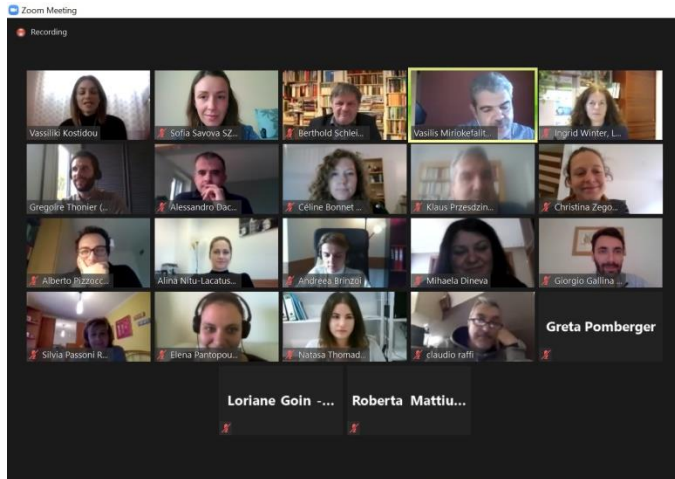 Zoom Meeting
Recording
Vassiliki Kostidou
Sofia Savova SZ...
Berthold Schlei...
Vasilis Miriokefalit...
Ingrid Winter, L...
Gregoire Thonier (...
Alessandro Dac...
Céline Bonnet ...
Klaus Przesdzin...
Christina Zego...
Alberto Pizzocc...
Alina Nitu-Lacatus...
Andreea Brinzoi
Mihaela Dineva
Giorgio Gallina ...
Silvia Passoni R...
Elena Pantopou...
Natasa Thomad...
claudio raffi
Greta Pomberger
Loriane Goin -...
Roberta Mattiu...